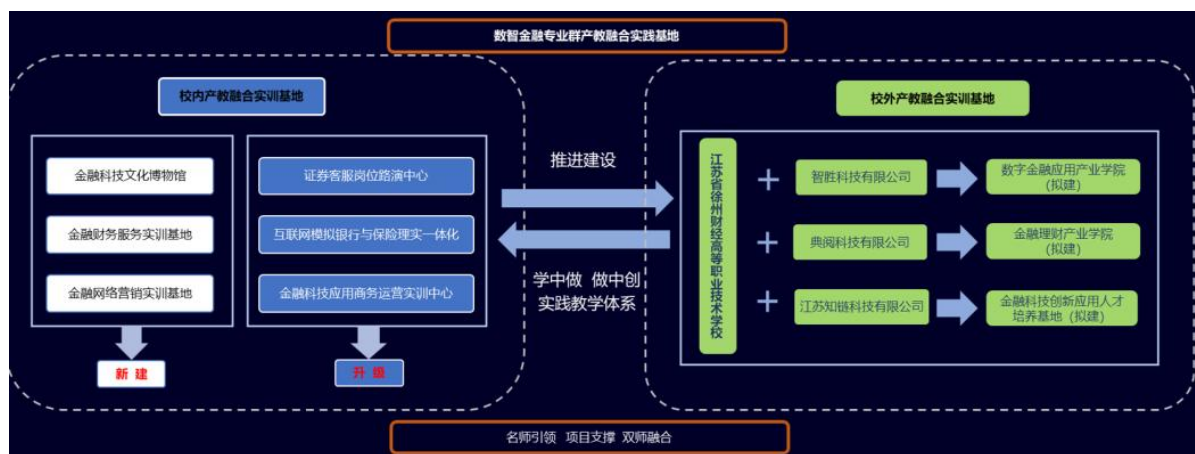 数智金融专业群产教融合实践基地
校内产教融合实训基地
金融科技文化博物馆
金融财务服务实训基地
金融网络营销实训基地
新 建
证券客服岗位路演中心
互联网模拟银行与保险理实一体化
金融科技应用商务运营实训中心
升 级
推进建设
学中做 做中创
实践教学体系
校外产教融合实训基地
江苏省徐州财经高等职业技术学校
+
智胜科技有限公司
数字金融应用产业学院
(拟建)
+
典阅科技有限公司
金融理财产业学院
(拟建)
+
江苏知链科技有限公司
金融科技创新应用人才
培养基地 (拟建)
名师引领 项目支撑 双师融合